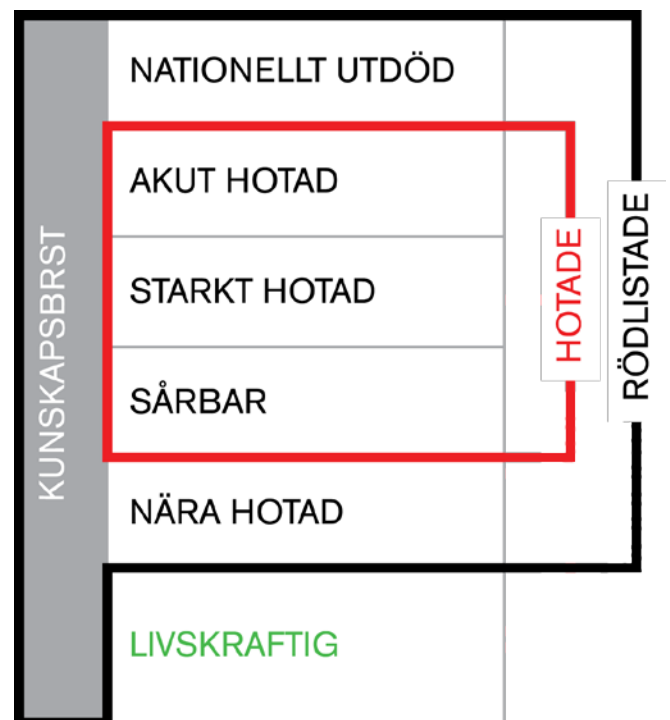 KUNSKAPSBRST
NATIONELLT UTDÖD
AKUT HOTAD
STARKT HOTAD
SÅRBAR
NÄRA HOTAD
LIVSKRAFTIG
HOTADE
RÖDLISTADE